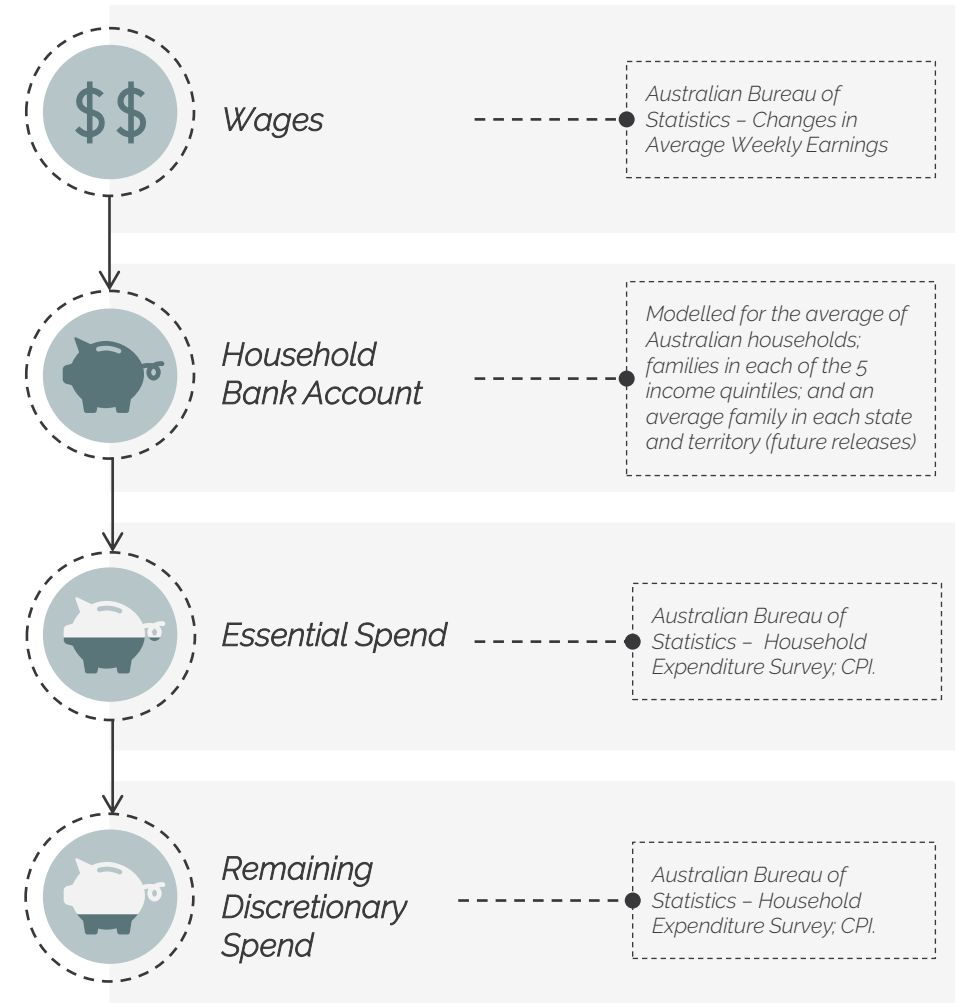 $ $
Wages
Australian Bureau of
Statistics – Changes in
Average Weekly Earnings
Household
Bank Account
Modelled for the average of
Australian households;
families in each of the 5
income quintiles; and an
average family in each state
and territory (future releases)
Essential Spend
Australian Bureau of
Statistics –  Household
Expenditure Survey; CPI.
Remaining
Discretionary
Spend
Australian Bureau of
Statistics – Household
Expenditure Survey; CPI.